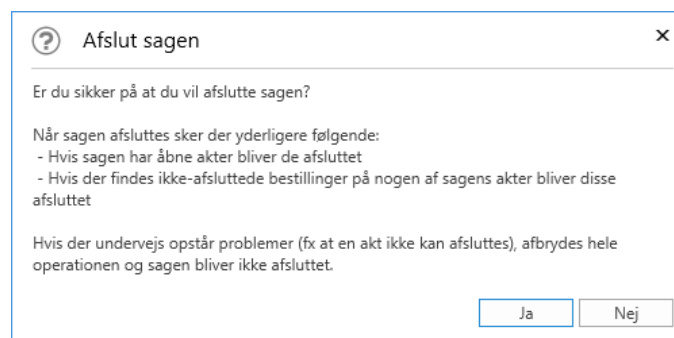 Afslut sagen
Er du sikker på at du vil afslutte sagen?
Når sagen afsluttes sker der yderligere følgende:
- Hvis sagen har åbne akter bliver de afsluttet
- Hvis der findes ikke-afsluttede bestillinger på nogen af sagens akter bliver disse
afsluttet
Hvis der undervejs opstår problemer (fx at en akt ikke kan afsluttes), afbrydes hele
operationen og sagen bliver ikke afsluttet.
Ja
Nej